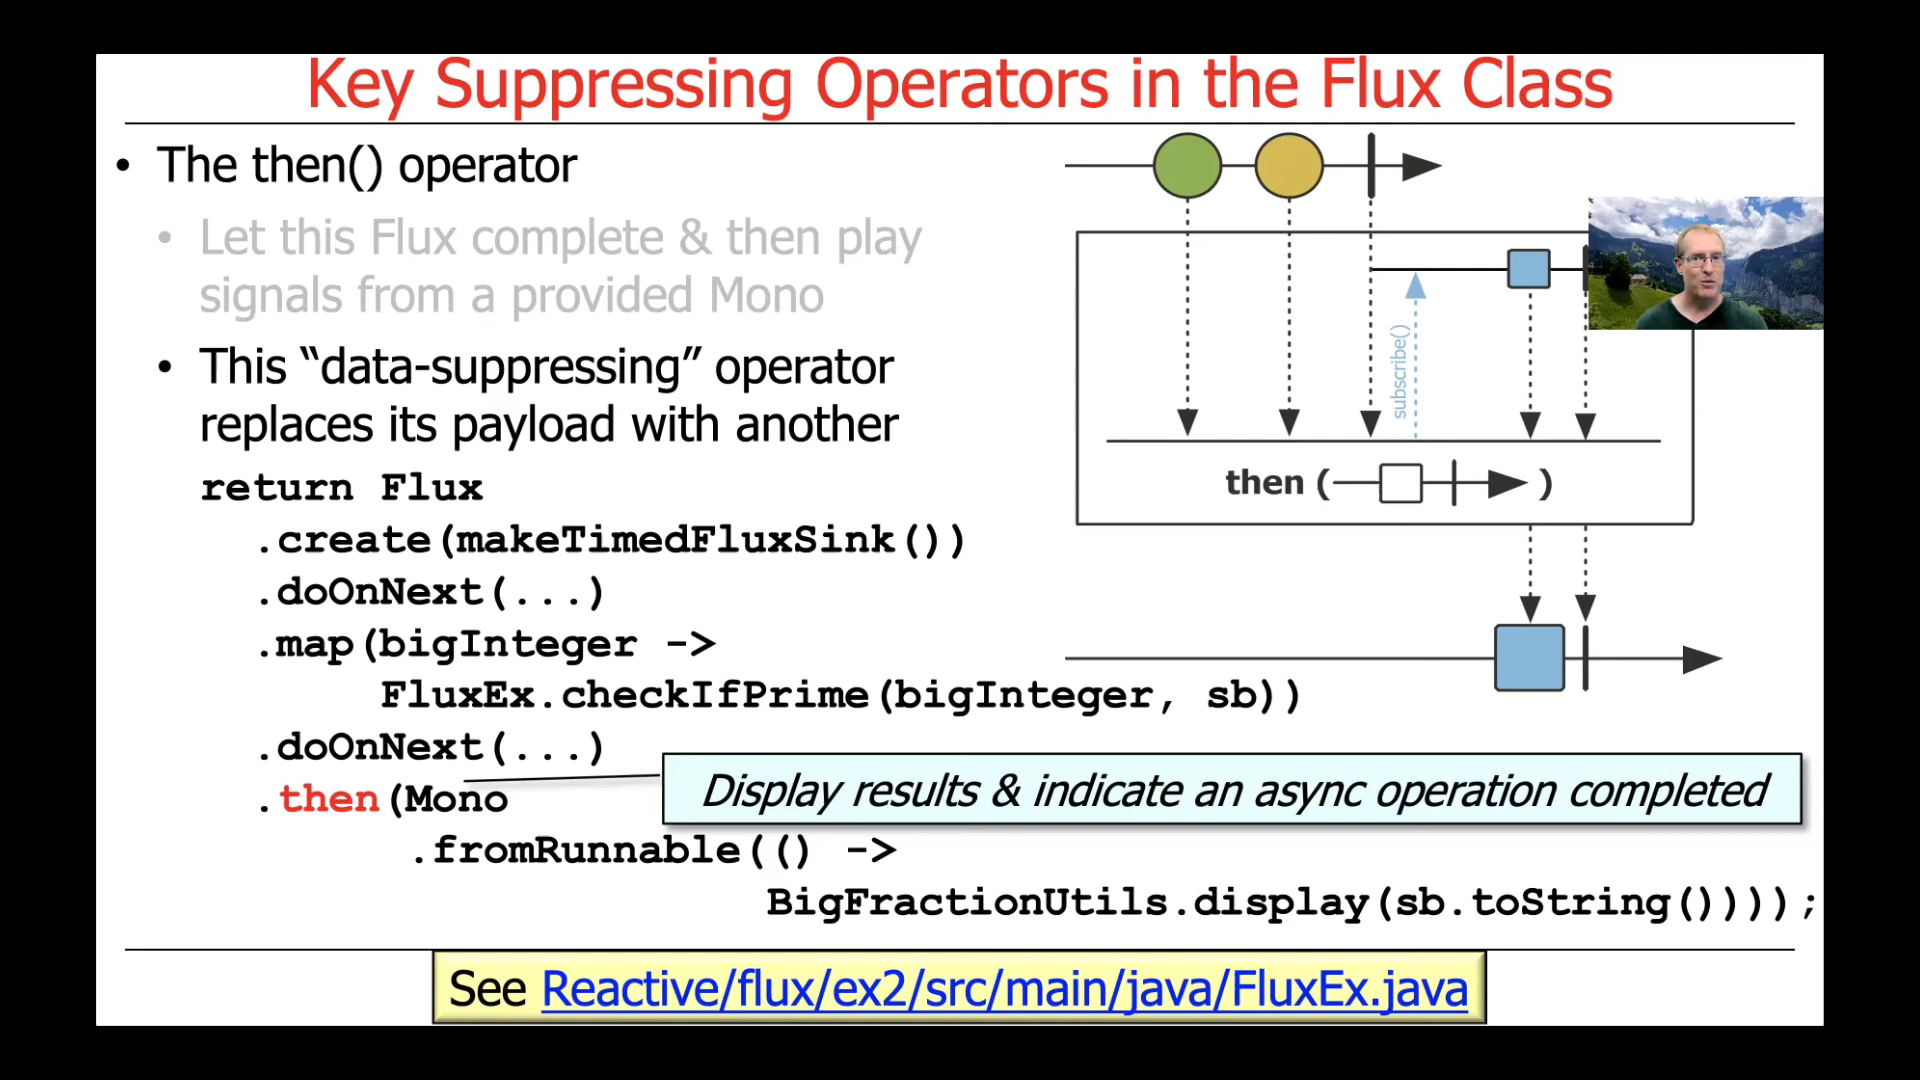 Key Suppressing Operators in the Flux Class
• The then() operator
• Let this Flux complete & then play
signals from a provided Mono
• This “data-suppressing” operator
replaces its payload with another
return Flux
.create(makeTimedFluxSink())
.doOnNext(...)
.map(bigInteger ->
FluxEx.checkIfPrime(bigInteger, sb))
.doOnNext(...)
.then(Mono
.fromRunnable(() ->
BigFractionUtils.display(sb.toString())));
subscribe()
then ( )
Display results & indicate an async operation completed
See Reactive/flux/ex2/src/main/java/FluxEx.java